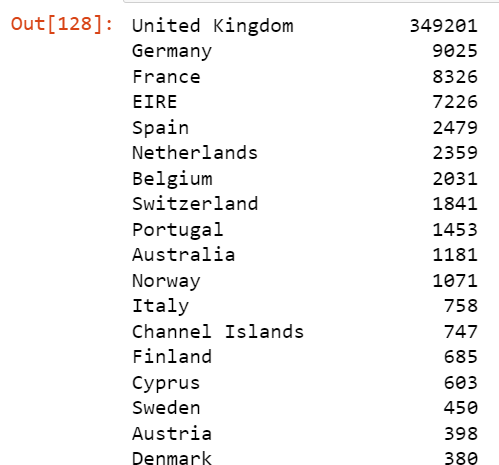 Out[128]: United Kingdom 349201
Germany 9025
France 8326
EIRE 7226
Spain 2479
Netherlands 2359
Belgium 2031
Switzerland 1841
Portugal 1453
Australia 1181
Norway 1071
Italy 758
Channel Islands 747
Finland 685
Cyprus 603
Sweden 450
Austria 398
Denmark 380